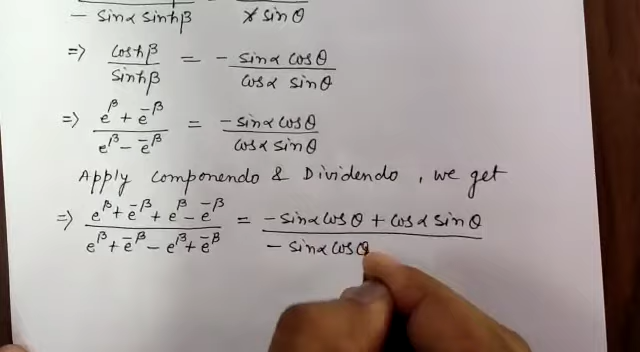 - sinα sinhβ   r sinθ
=> coshβ / sinhβ = - sinα cosθ / cosα sinθ
=> e^β + e^-β / e^β - e^-β = -sinα cosθ / cosα sinθ
Apply Componendo & Dividendo, we get
=> e^β + e^-β + e^β - e^-β / e^β + e^-β - e^β + e^-β = -sinα cosθ + cosα sinθ / - sinα cosθ